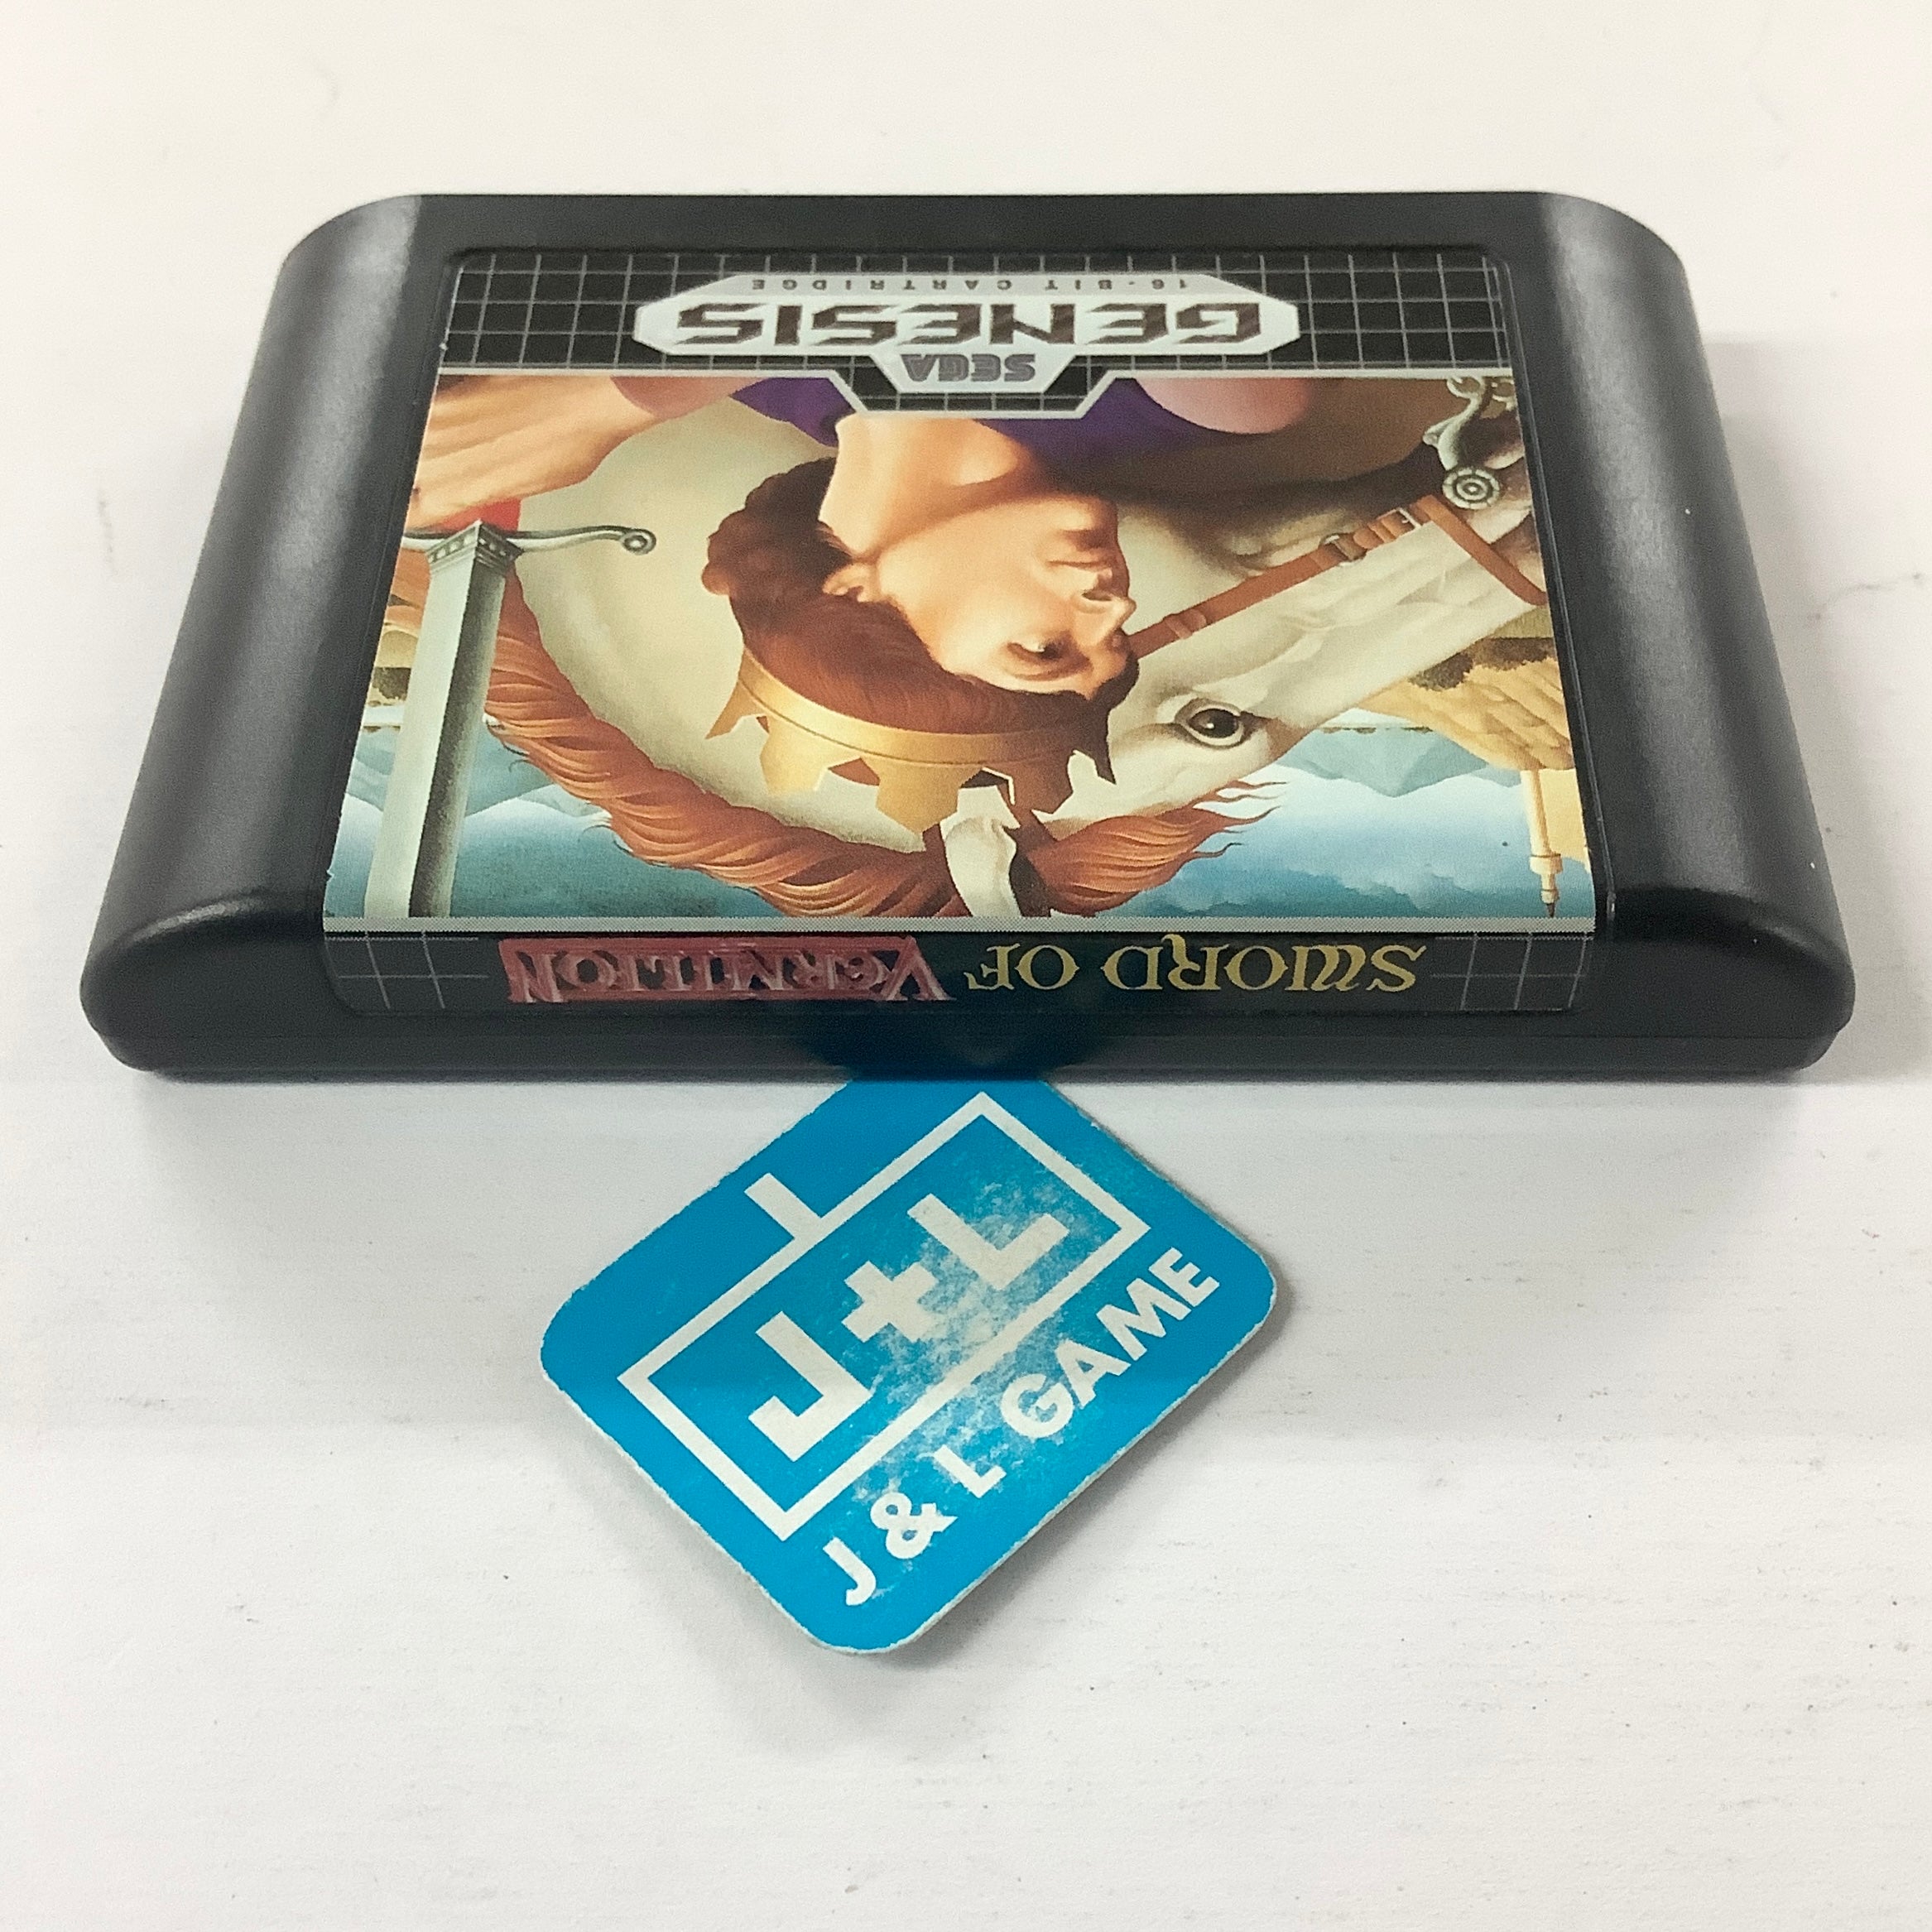 16-BIT CARTRIDGE
GENESIS
SEGA
SWORD OF VERMILION
J+L
J & L GAME